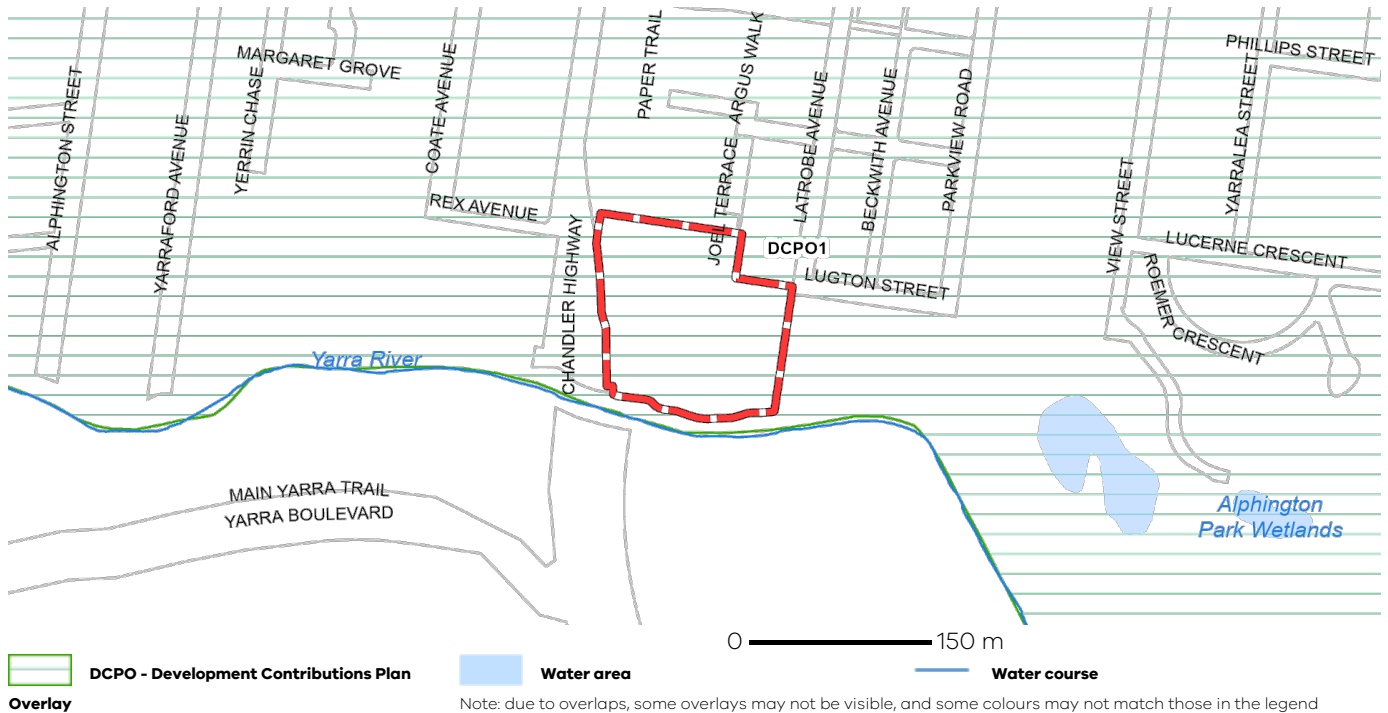 PAPER TRAIL
ARGUS WALK
PHILLIPS STREET
MARGARET GROVE
COATE AVENUE
ALPHINGTON STREET
YERRIN CHASE
YARRAFORD AVENUE
LATROBE AVENUE
BECKWITH AVENUE
PARKVIEW ROAD
YARRALEA STREET
JOEL TERRACE
VIEW STREET
REX AVENUE
CHANDLER HIGHWAY
DCPO1
LUCERNE CRESCENT
LUGTON STREET
ROEMER CRESCENT
Yarra River
MAIN YARRA TRAIL
YARRA BOULEVARD
Alphington
Park Wetlands
0 150 m
DCPO - Development Contributions Plan
Overlay
Water area
Water course
Note: due to overlaps, some overlays may not be visible, and some colours may not match those in the legend